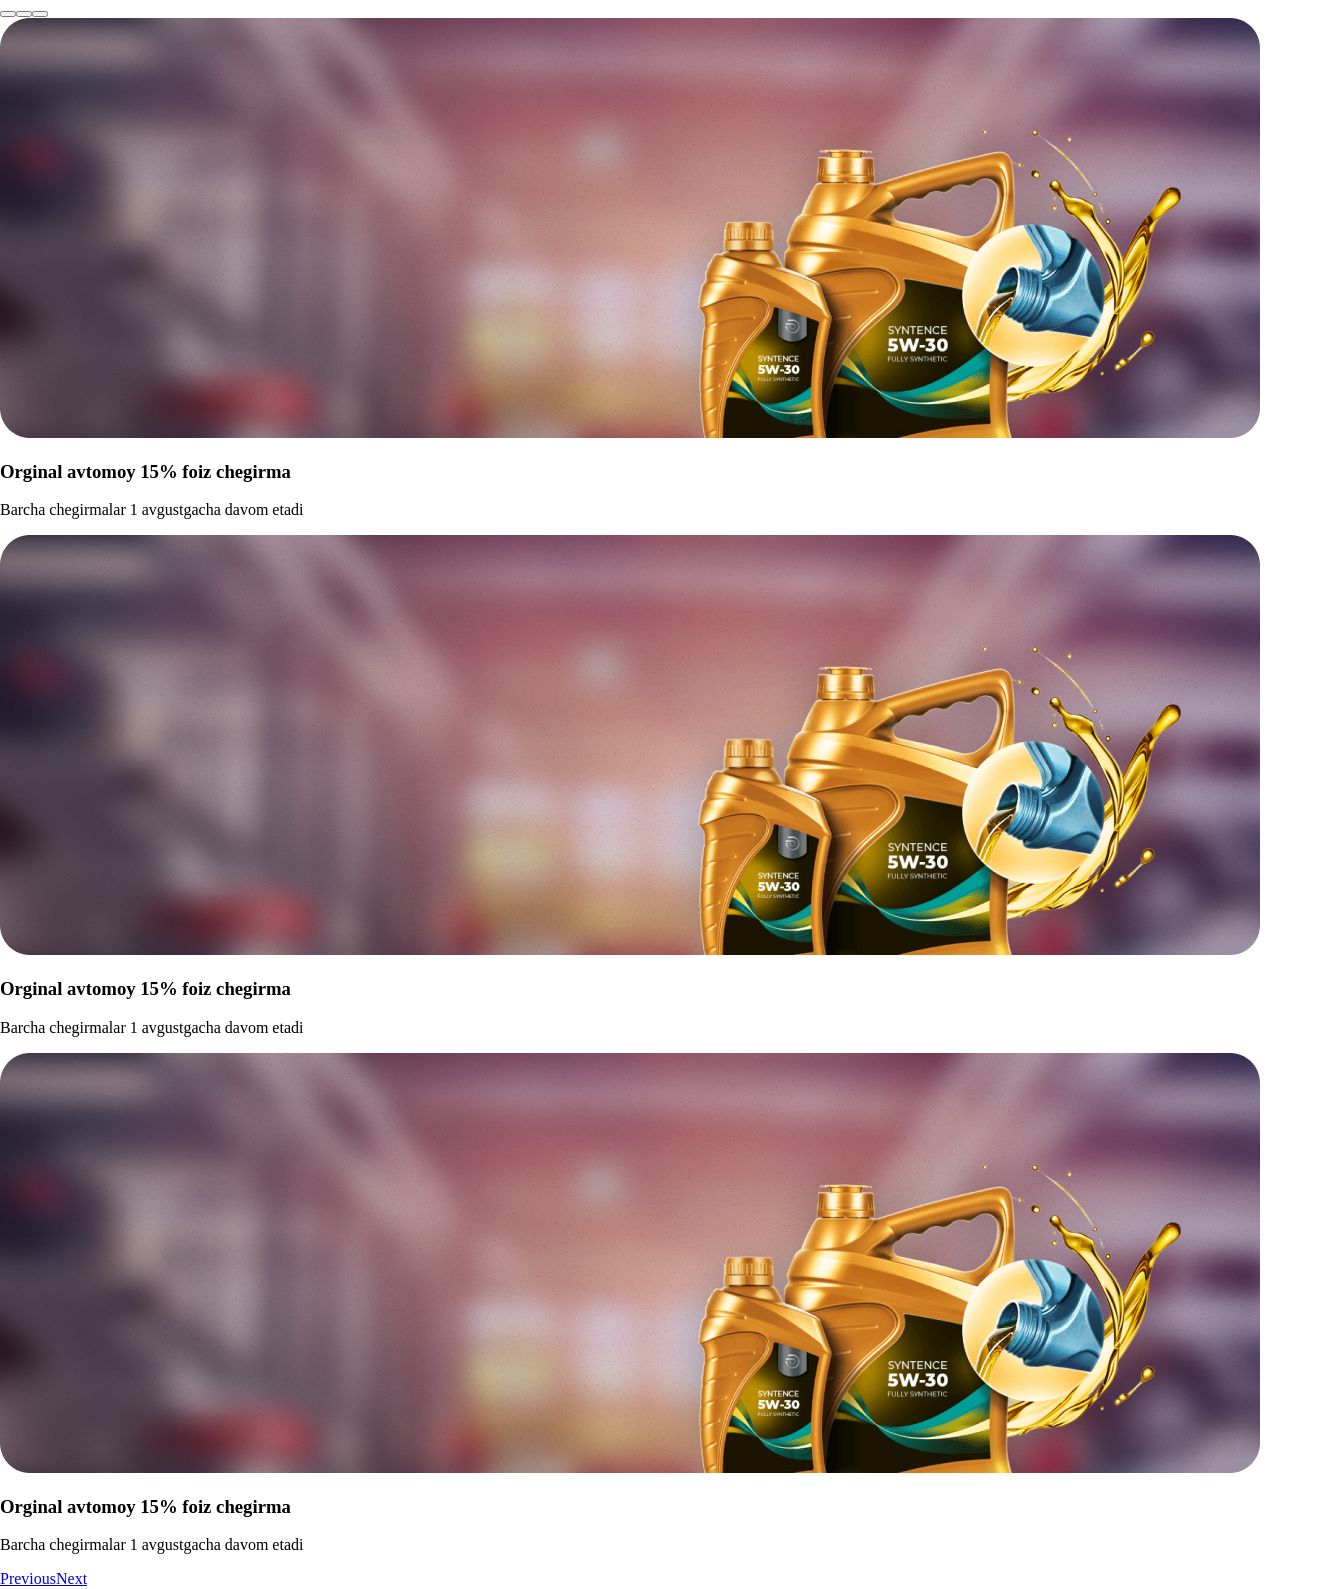 SYNTENCE
5W-30
FULLY SYNTHETIC
SYNTENCE
5W-30
FULLY SYNTHETIC
Orginal avtomoy 15% foiz chegirma
Barcha chegirmalar 1 avgustgacha davom etadi
SYNTENCE
5W-30
FULLY SYNTHETIC
SYNTENCE
5W-30
FULLY SYNTHETIC
Orginal avtomoy 15% foiz chegirma
Barcha chegirmalar 1 avgustgacha davom etadi
SYNTENCE
5W-30
FULLY SYNTHETIC
SYNTENCE
5W-30
FULLY SYNTHETIC
Orginal avtomoy 15% foiz chegirma
Barcha chegirmalar 1 avgustgacha davom etadi
PreviousNext